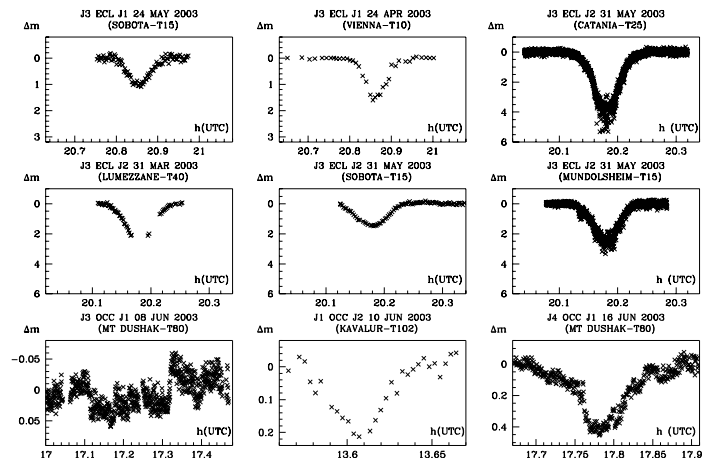 J3 ECL J1 24 MAY 2003
(SOBOTA-T15)
Δm
0
1
2
3
h(UTC)
20.7 20.8 20.9 21
J3 ECL J1 24 APR 2003
(VIENNA-T10)
Δm
0
1
2
3
h(UTC)
20.7 20.8 20.9 21
J3 ECL J2 31 MAY 2003
(CATANIA-T25)
Δm
0
2
4
6
h(UTC)
20.1 20.2 20.3
J3 ECL J2 31 MAR 2003
(LUMEZZANE-T40)
Δm
0
2
4
6
h(UTC)
20.1 20.2 20.3
J3 ECL J2 31 MAY 2003
(SOBOTA-T15)
Δm
0
2
4
6
h(UTC)
20.1 20.2 20.3
J3 ECL J2 31 MAY 2003
(MUNDOLSHEIM-T15)
Δm
0
2
4
6
h(UTC)
20.1 20.2 20.3
J3 OCC J1 08 JUN 2003
(MT DUSHAK-T80)
Δm
-0.05
0
0.05
h(UTC)
17 17.1 17.2 17.3 17.4
J1 OCC J2 10 JUN 2003
(KAVALUR-T102)
Δm
0
0.1
0.2
h(UTC)
13.6 13.65
J4 OCC J1 16 JUN 2003
(MT DUSHAK-T80)
Δm
0
0.2
0.4
h(UTC)
17.7 17.76 17.8 17.85 17.9